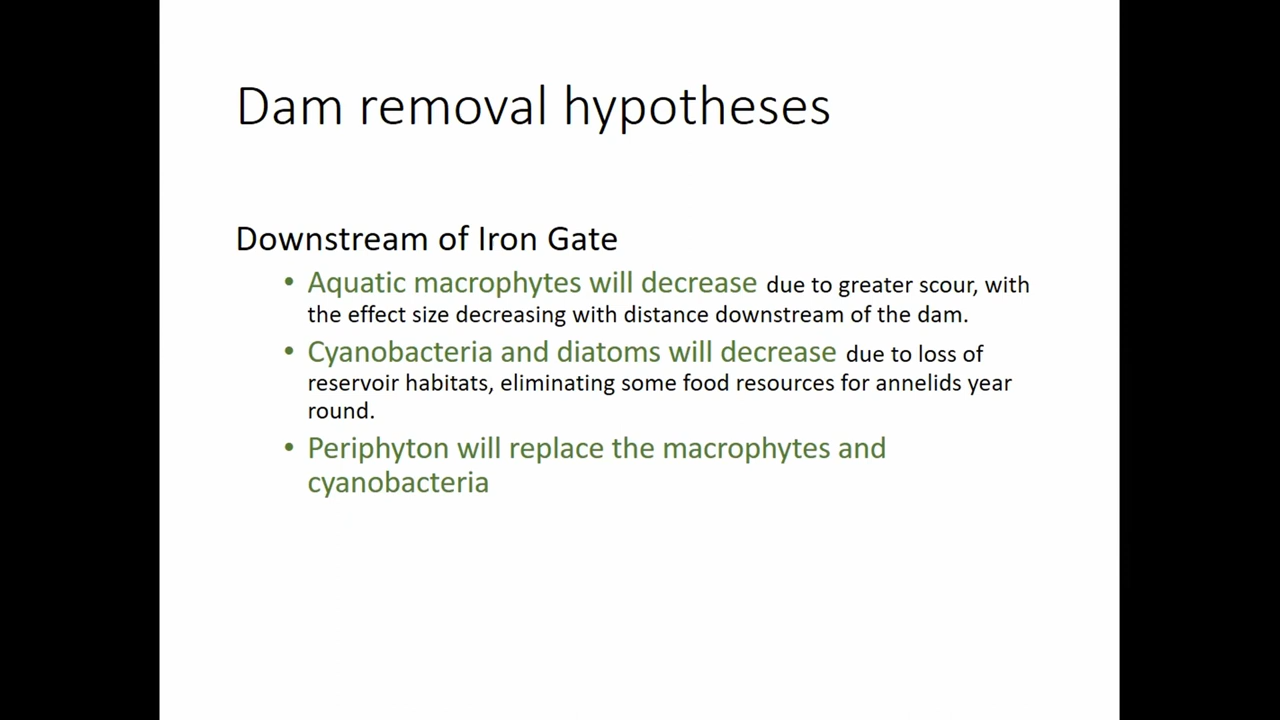 Dam removal hypotheses
Downstream of Iron Gate
• Aquatic macrophytes will decrease due to greater scour, with
the effect size decreasing with distance downstream of the dam.
• Cyanobacteria and diatoms will decrease due to loss of
reservoir habitats, eliminating some food resources for annelids year
round.
• Periphyton will replace the macrophytes and
cyanobacteria